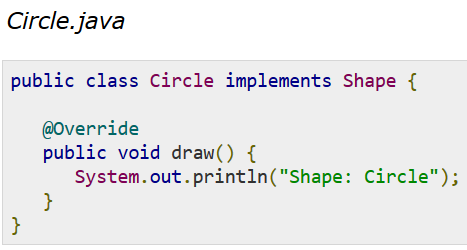 Circle.java
public class Circle implements Shape {
@Override
public void draw() {
System.out.println("Shape: Circle");
}
}